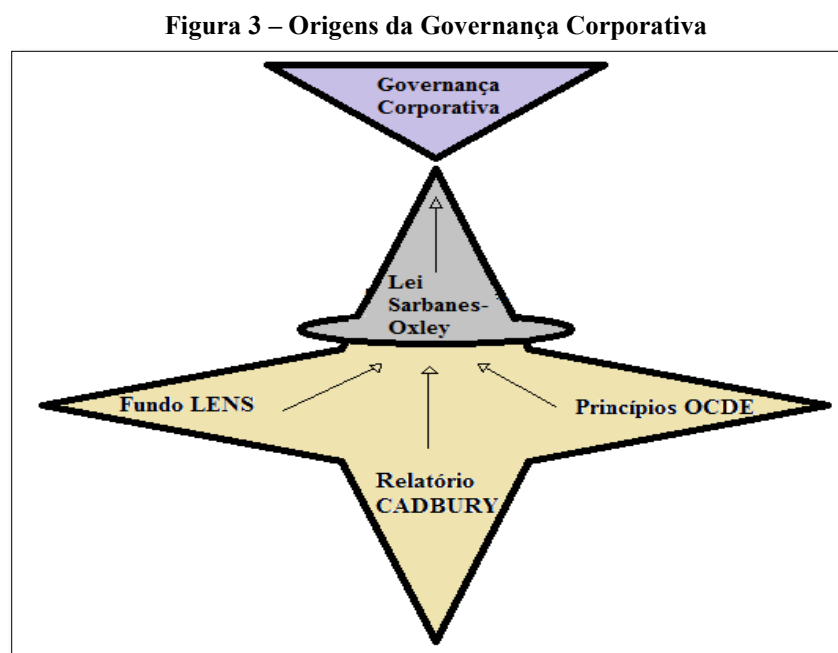 Figura 3 – Origens da Governança Corporativa
Governança
Corporativa
Lei
Sarbanes-
Oxley
Fundo LENS
Princípios OCDE
Relatório
CADBURY